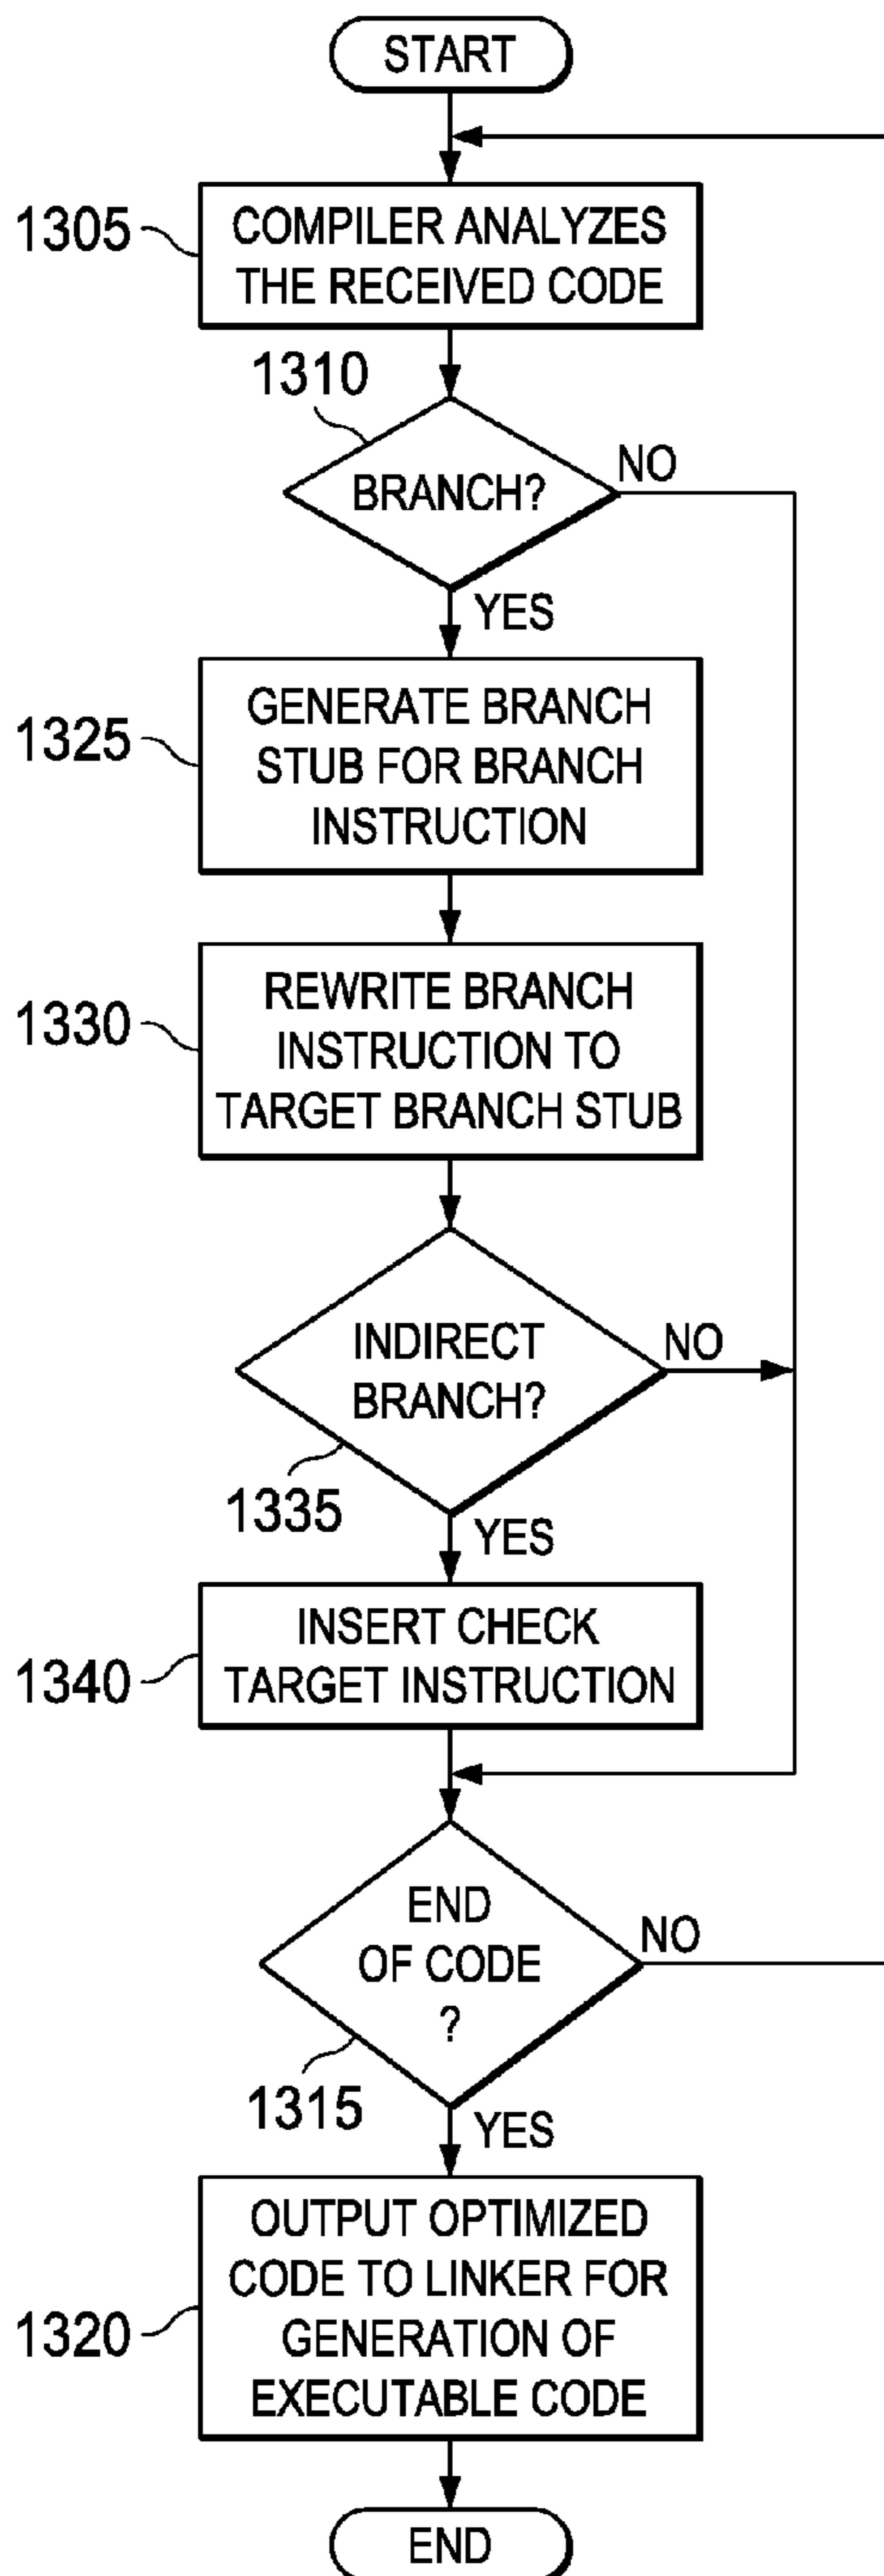 START
1305
COMPILER ANALYZES
THE RECEIVED CODE
1310
BRANCH?
NO
YES
1325
GENERATE BRANCH
STUB FOR BRANCH
INSTRUCTION
1330
REWRITE BRANCH
INSTRUCTION TO
TARGET BRANCH STUB
INDIRECT
BRANCH?
NO
1335
YES
1340
INSERT CHECK
TARGET INSTRUCTION
END
OF CODE
?
NO
1315
YES
1320
OUTPUT OPTIMIZED
CODE TO LINKER FOR
GENERATION OF
EXECUTABLE CODE
END